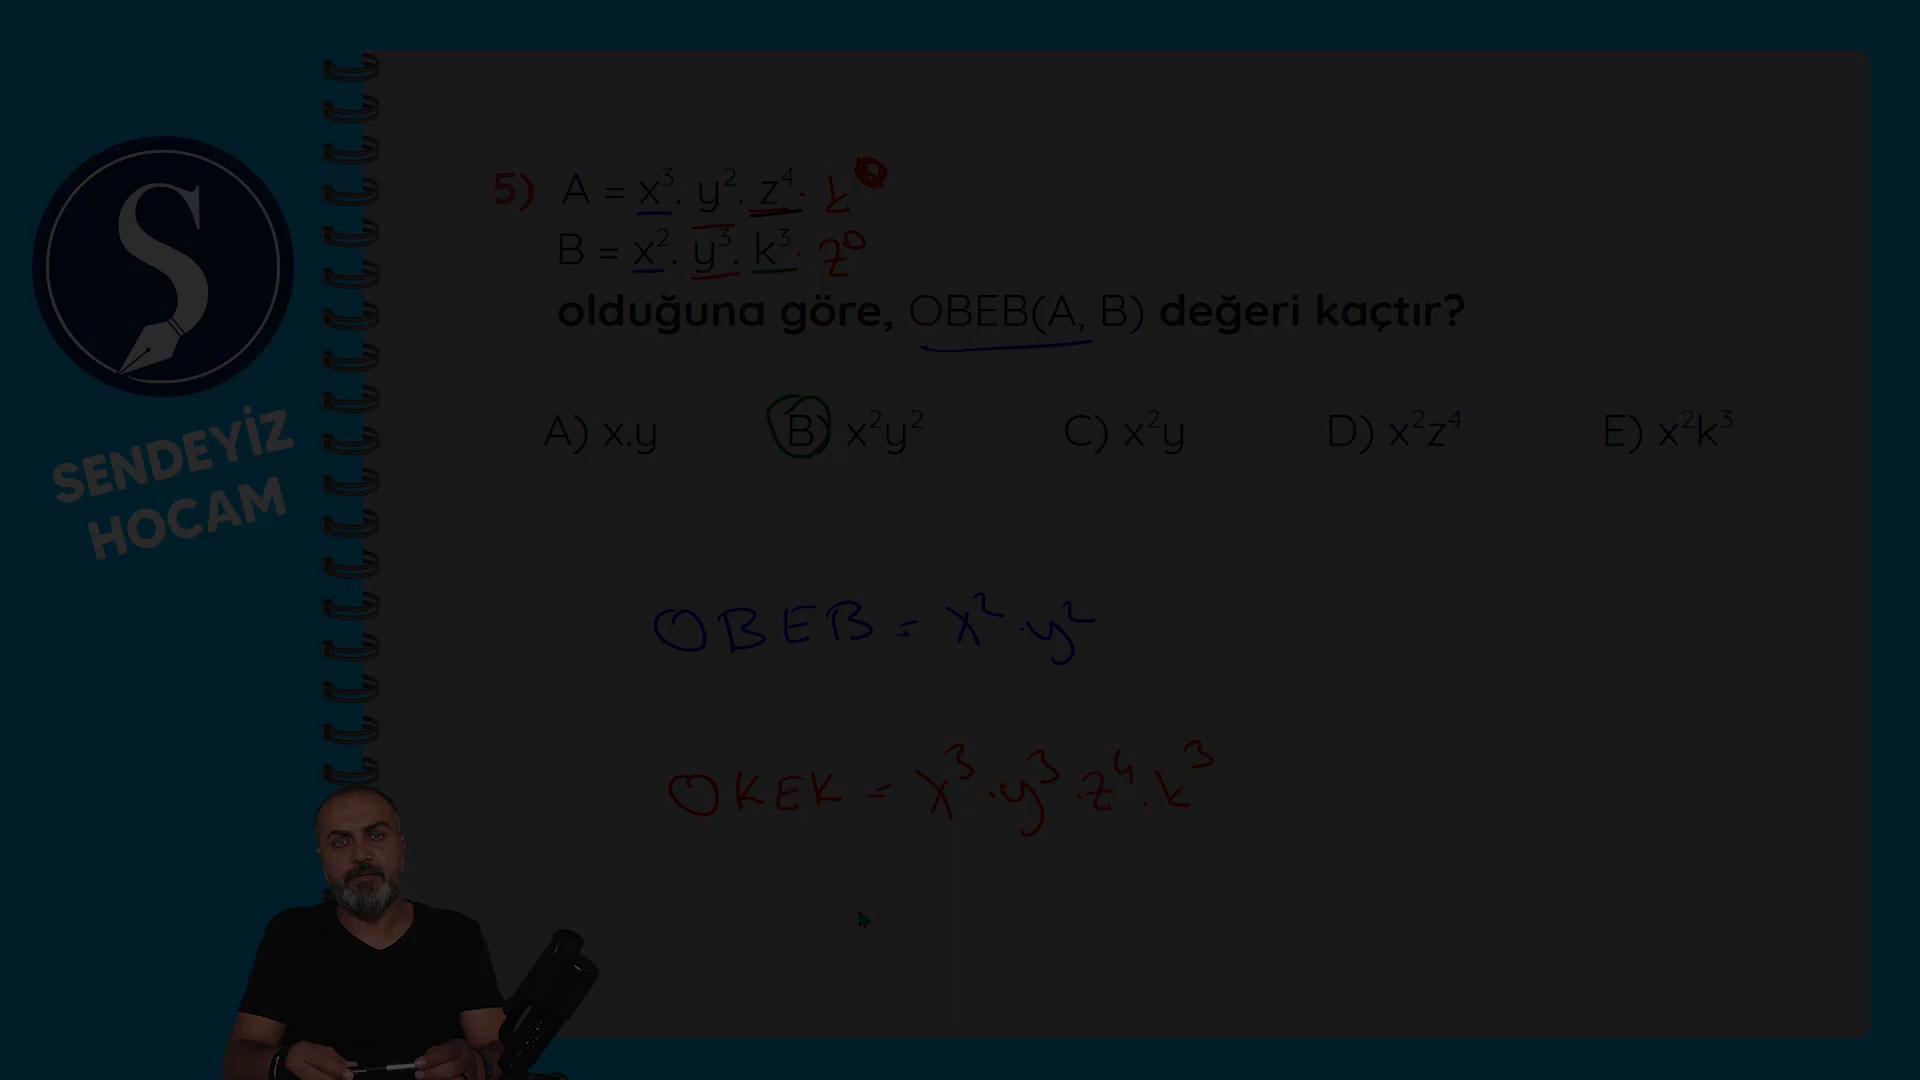 SENDEYİZ
HOCAM
5) A = x³. y². z⁴. k⁰
B = x². y³. k³. z⁰
olduğuna göre, OBEB(A, B) değeri kaçtır?
A) x.y B) x²y² C) x²y D) x²z⁴ E) x²k³
OBEB = x².y²
OKEK = x³.y³.z⁴.k³